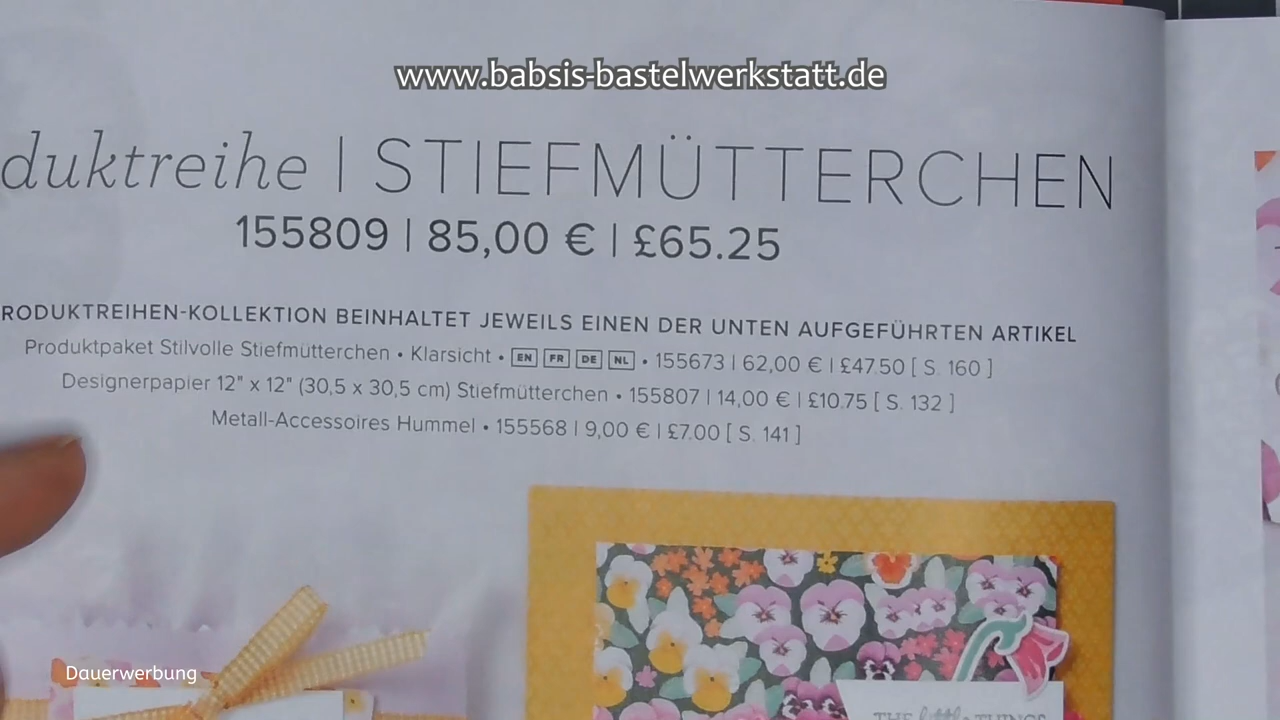 www.babsis-bastelwerkstatt.de
duktreihe | STIEFMÜTTERCHEN
155809 | 85,00 € | £65.25
RODUKTREIHEN-KOLLEKTION BEINHALTET JEWEILS EINEN DER UNTEN AUFGEFÜHRTEN ARTIKEL
Produktpaket Stilvolle Stiefmütterchen • Klarsicht • EN FR DE NL • 155673 | 62,00 € | £47.50 [ S. 160 ]
Designerpapier 12" x 12" (30,5 x 30,5 cm) Stiefmütterchen • 155807 | 14,00 € | £10.75 [ S. 132 ]
Metall-Accessoires Hummel • 155568 | 9,00 € | £7.00 [ S. 141 ]
Dauerwerbung
THE little THINGS